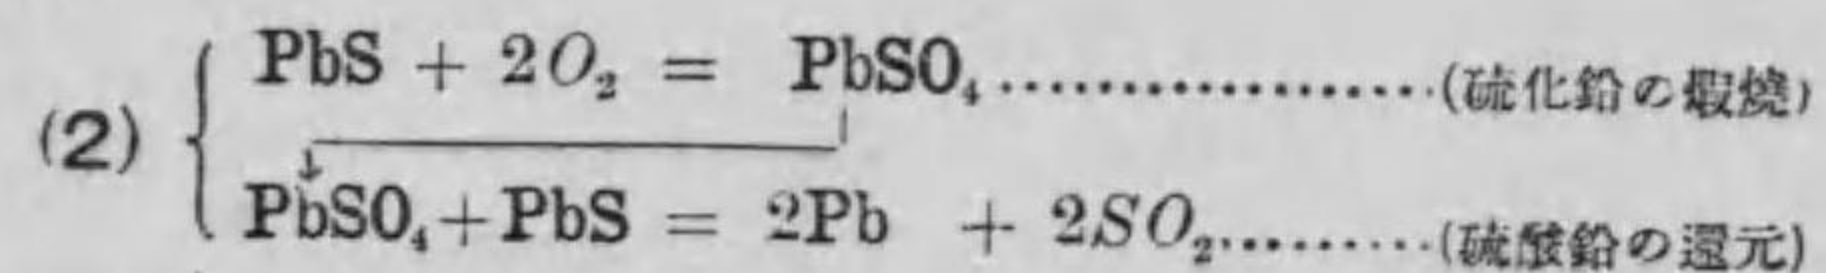 (2) PbS + 2O₂ = PbSO₄……………(硫化鉛の煆燒)
PbSO₄+PbS = 2Pb + 2SO₂………(硫酸鉛の還元)